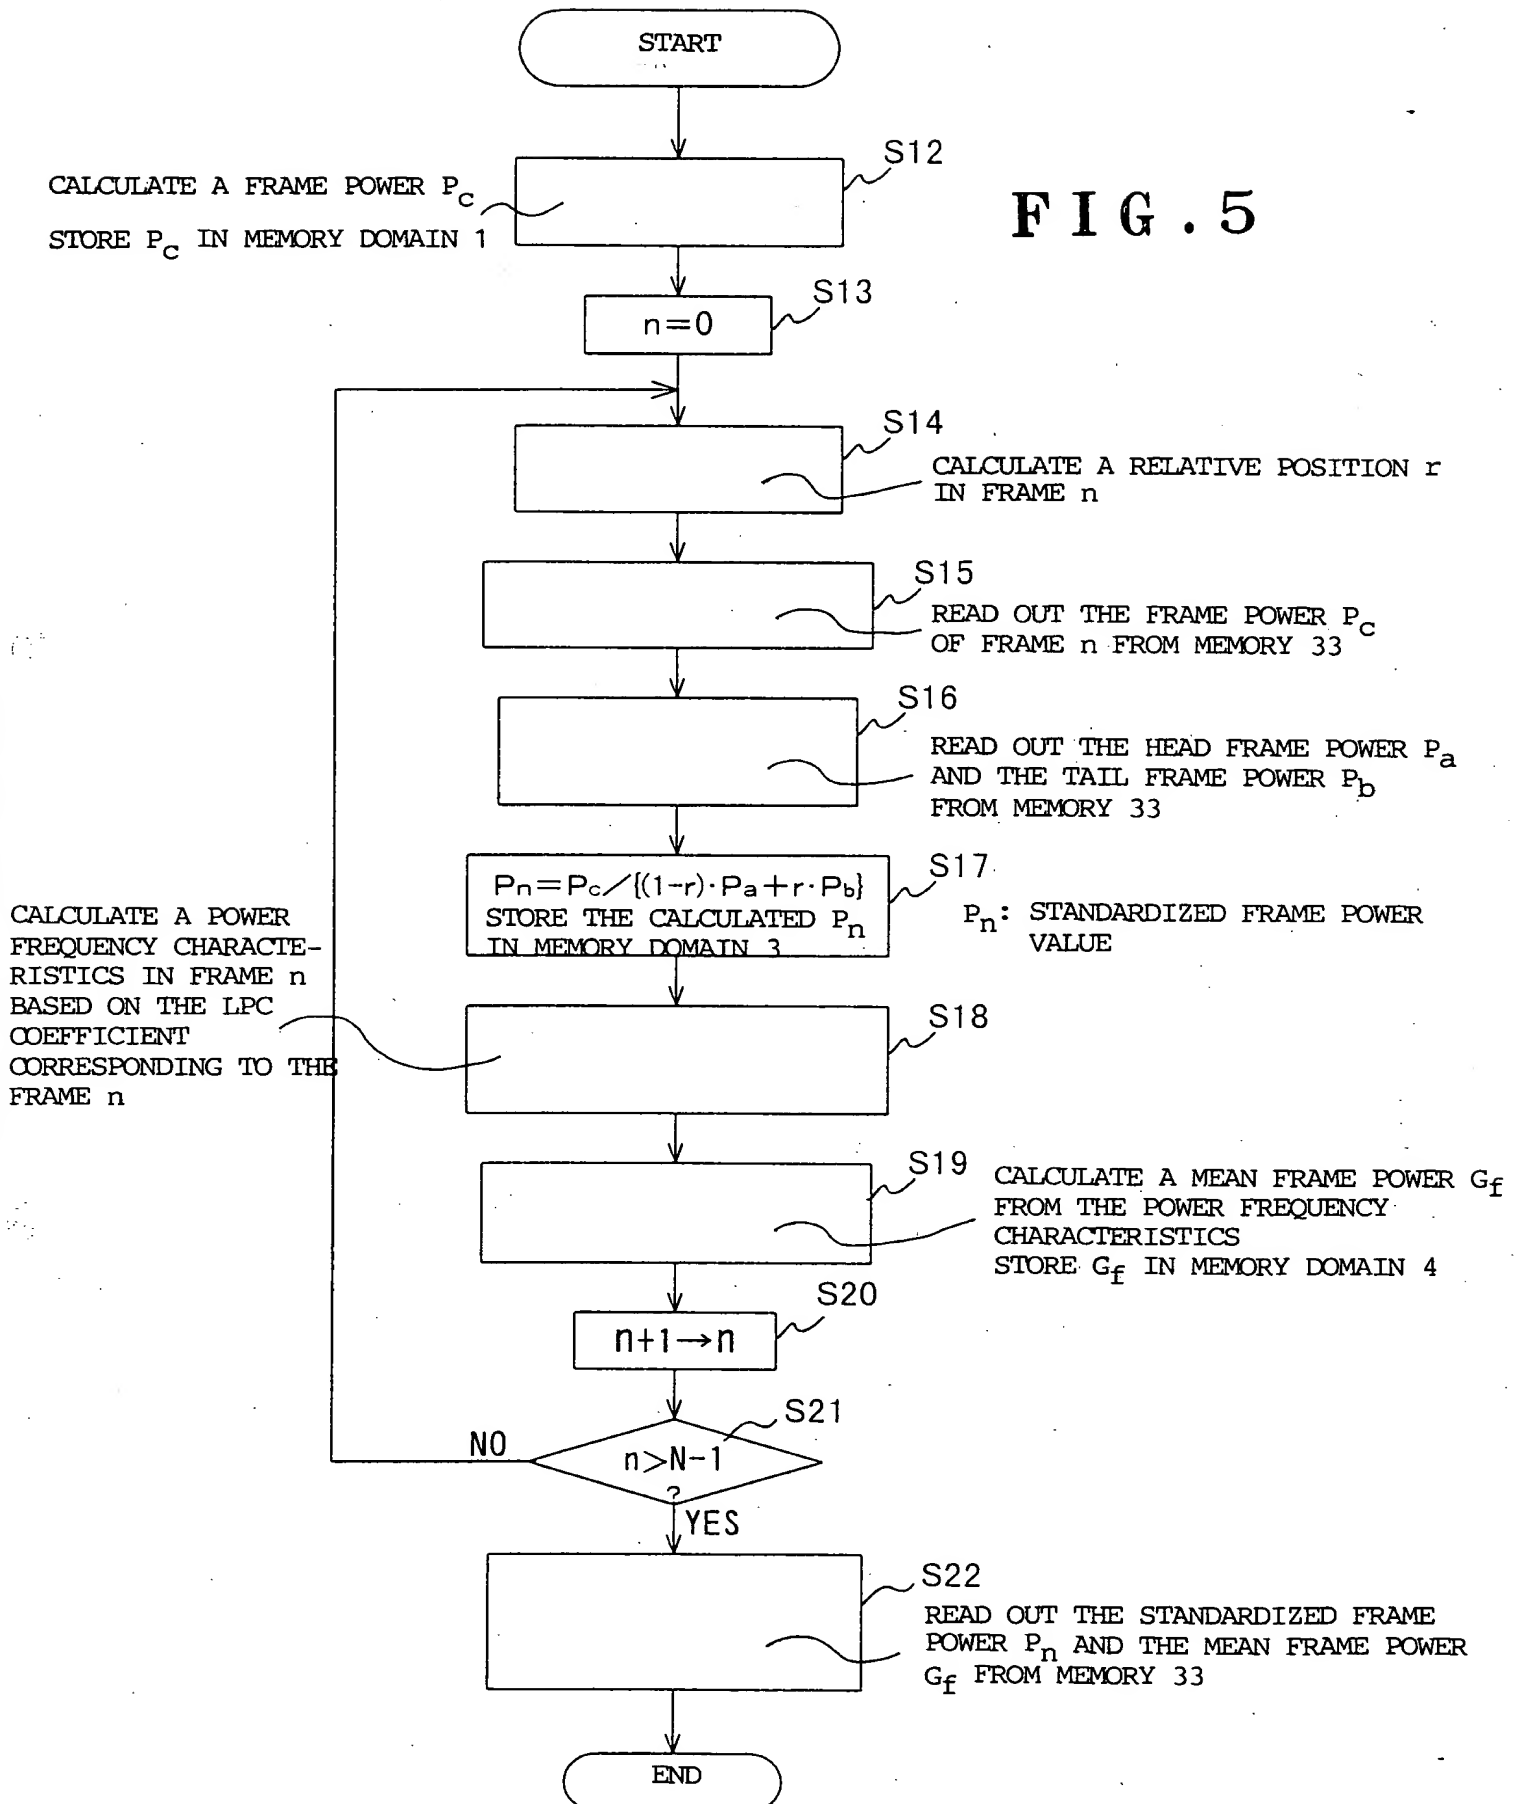 START
S12
CALCULATE A FRAME POWER Pc
STORE Pc IN MEMORY DOMAIN 1
FIG.5
S13
n=0
S14
CALCULATE A RELATIVE POSITION r
IN FRAME n
S15
READ OUT THE FRAME POWER Pc
OF FRAME n FROM MEMORY 33
S16
READ OUT THE HEAD FRAME POWER Pa
AND THE TAIL FRAME POWER Pb
FROM MEMORY 33
S17
Pn=Pc/{(1-r)·Pa+r·Pb}
STORE THE CALCULATED Pn
IN MEMORY DOMAIN 3
Pn: STANDARDIZED FRAME POWER
VALUE
CALCULATE A POWER
FREQUENCY CHARACTE-
RISTICS IN FRAME n
BASED ON THE LPC
COEFFICIENT
CORRESPONDING TO THE
FRAME n
S18
S19
CALCULATE A MEAN FRAME POWER Gf
FROM THE POWER FREQUENCY
CHARACTERISTICS
STORE Gf IN MEMORY DOMAIN 4
S20
n+1→n
S21
NO
n>N-1
?
YES
S22
READ OUT THE STANDARDIZED FRAME
POWER Pn AND THE MEAN FRAME POWER
Gf FROM MEMORY 33
END